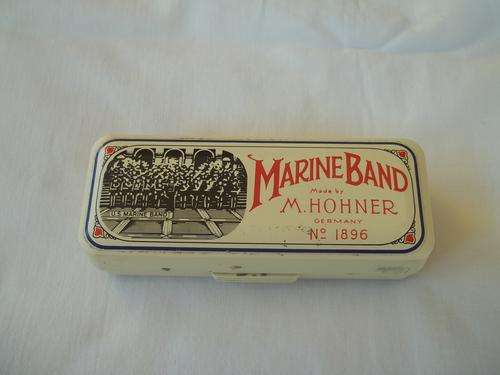 U.S. MARINE BAND
MARINE BAND
Made by
M. HOHNER
GERMANY
Nº 1896